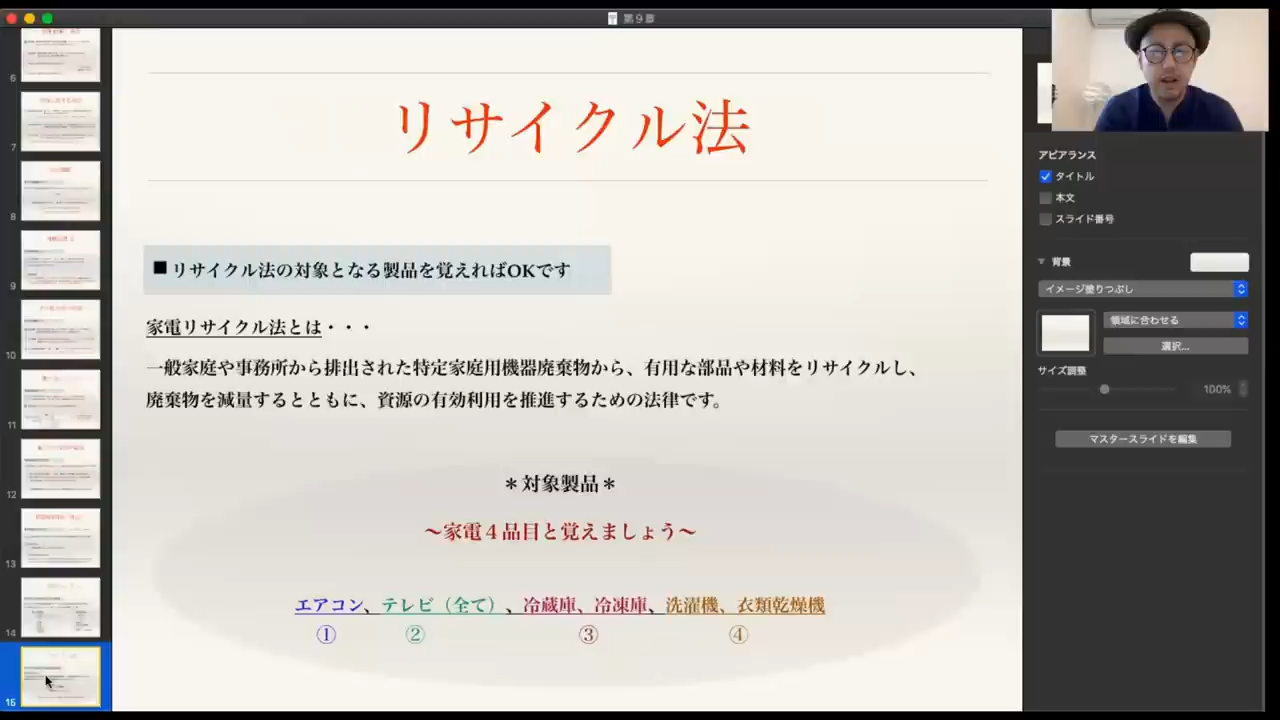 第９章
リサイクル法
■リサイクル法の対象となる製品を覚えればOKです
家電リサイクル法とは・・・
一般家庭や事務所から排出された特定家庭用機器廃棄物から、有用な部品や材料をリサイクルし、
廃棄物を減量するとともに、資源の有効利用を推進するための法律です。
＊対象製品＊
〜家電４品目と覚えましょう〜
エアコン、テレビ（全て）、冷蔵庫、冷凍庫、洗濯機、衣類乾燥機
① ② ③ ④
6
7
8
9
10
11
12
13
14
15
アピアランス
タイトル
本文
スライド番号
背景
イメージ塗りつぶし
領域に合わせる
選択...
サイズ調整
100%
マスタースライドを編集